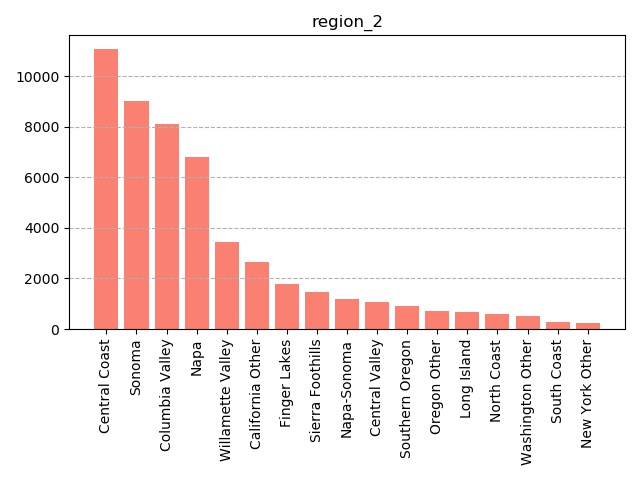 region_2
10000
8000
6000
4000
2000
0
Central Coast
Sonoma
Columbia Valley
Napa
Willamette Valley
California Other
Finger Lakes
Sierra Foothills
Napa-Sonoma
Central Valley
Southern Oregon
Oregon Other
Long Island
North Coast
Washington Other
South Coast
New York Other